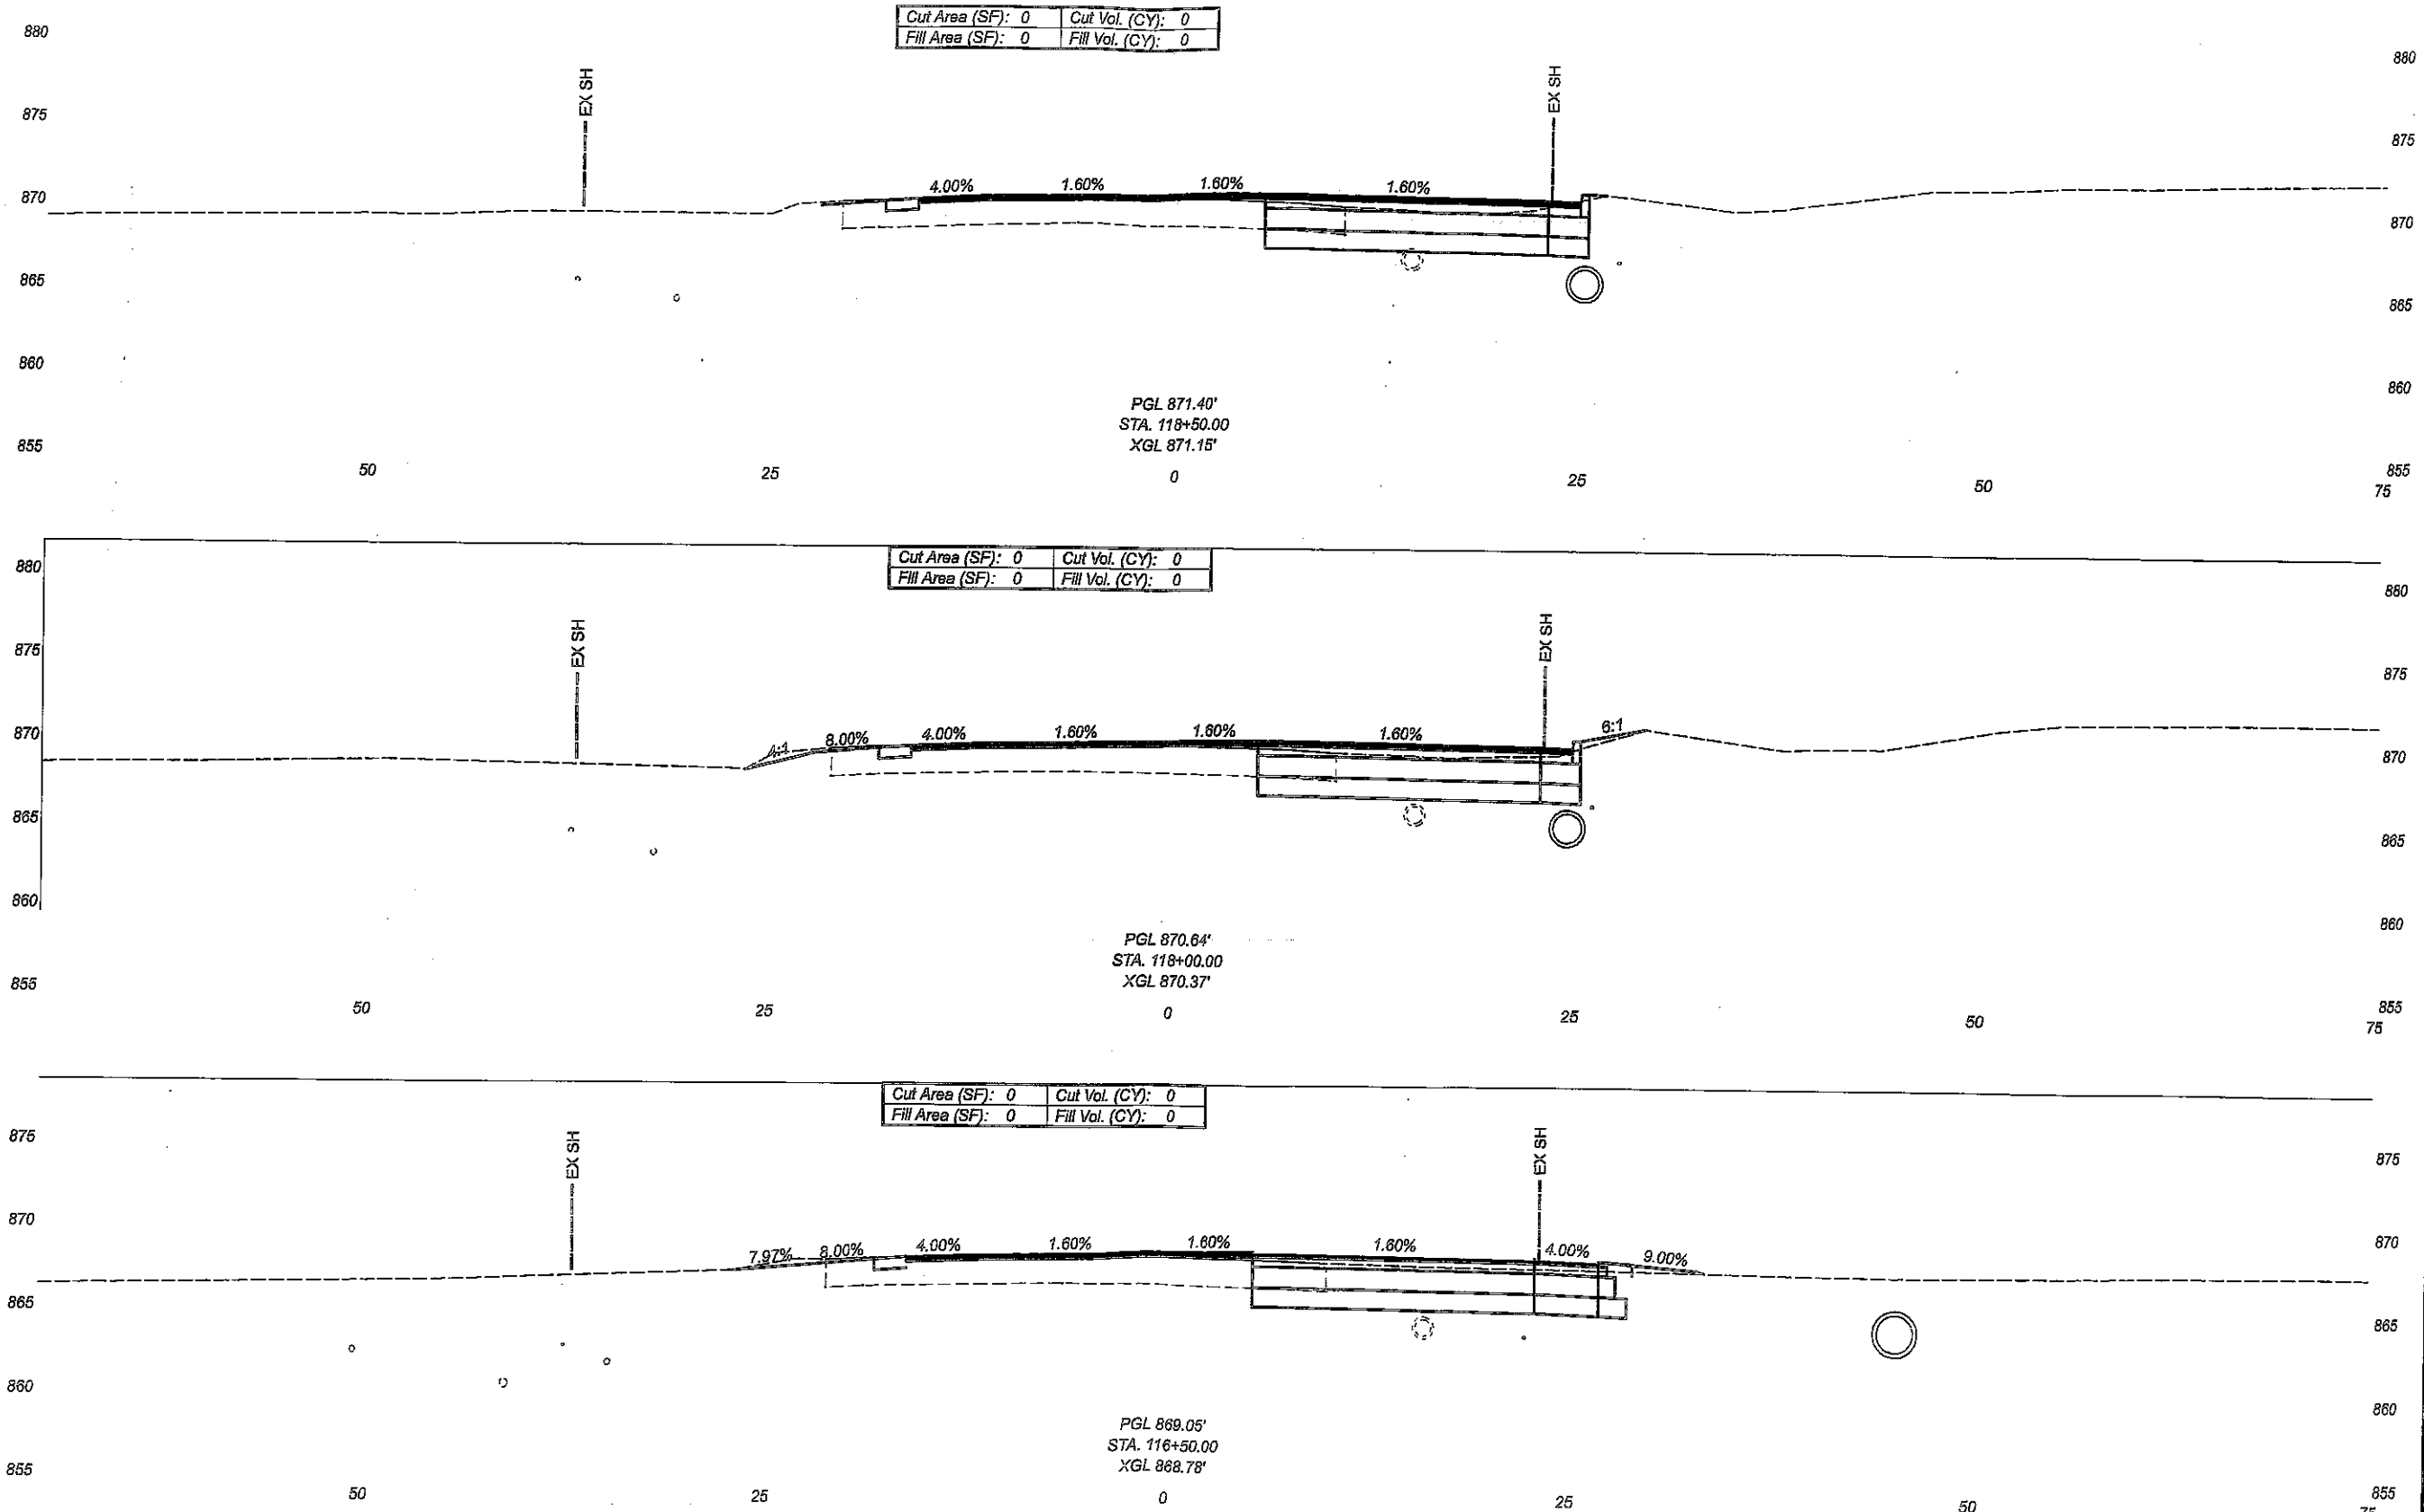 Cut Area (SF): 0 Cut Vol. (CY): 0
Fill Area (SF): 0 Fill Vol. (CY): 0
880 880
EX SH EX SH
875 875
4.00% 1.60% 1.60% 1.60%
870 870
865 865
860 860
PGL 871.40'
STA. 118+50.00
XGL 871.15'
855 855
50 25 0 25 50 75
Cut Area (SF): 0 Cut Vol. (CY): 0
Fill Area (SF): 0 Fill Vol. (CY): 0
880 880
EX SH EX SH
875 875
4:1 8.00% 4.00% 1.60% 1.60% 1.60% 6:1
870 870
865 865
860 860
PGL 870.64'
STA. 118+00.00
XGL 870.37'
855 855
50 25 0 25 50 75
Cut Area (SF): 0 Cut Vol. (CY): 0
Fill Area (SF): 0 Fill Vol. (CY): 0
875 875
EX SH EX SH
870 870
7.97% 8.00% 4.00% 1.60% 1.60% 1.60% 4.00% 9.00%
865 865
860 860
PGL 869.05'
STA. 116+50.00
XGL 868.78'
855 855
50 25 0 25 50